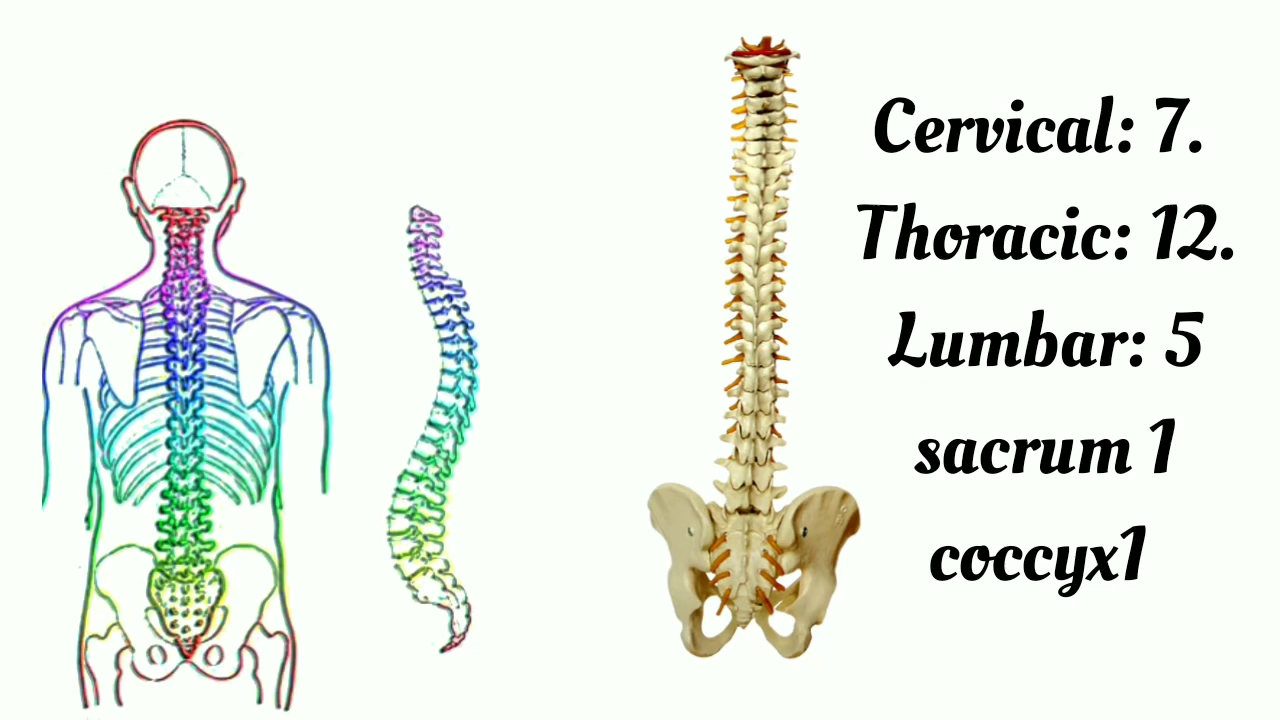 Cervical: 7.
Thoracic: 12.
Lumbar: 5
sacrum 1
coccyx1